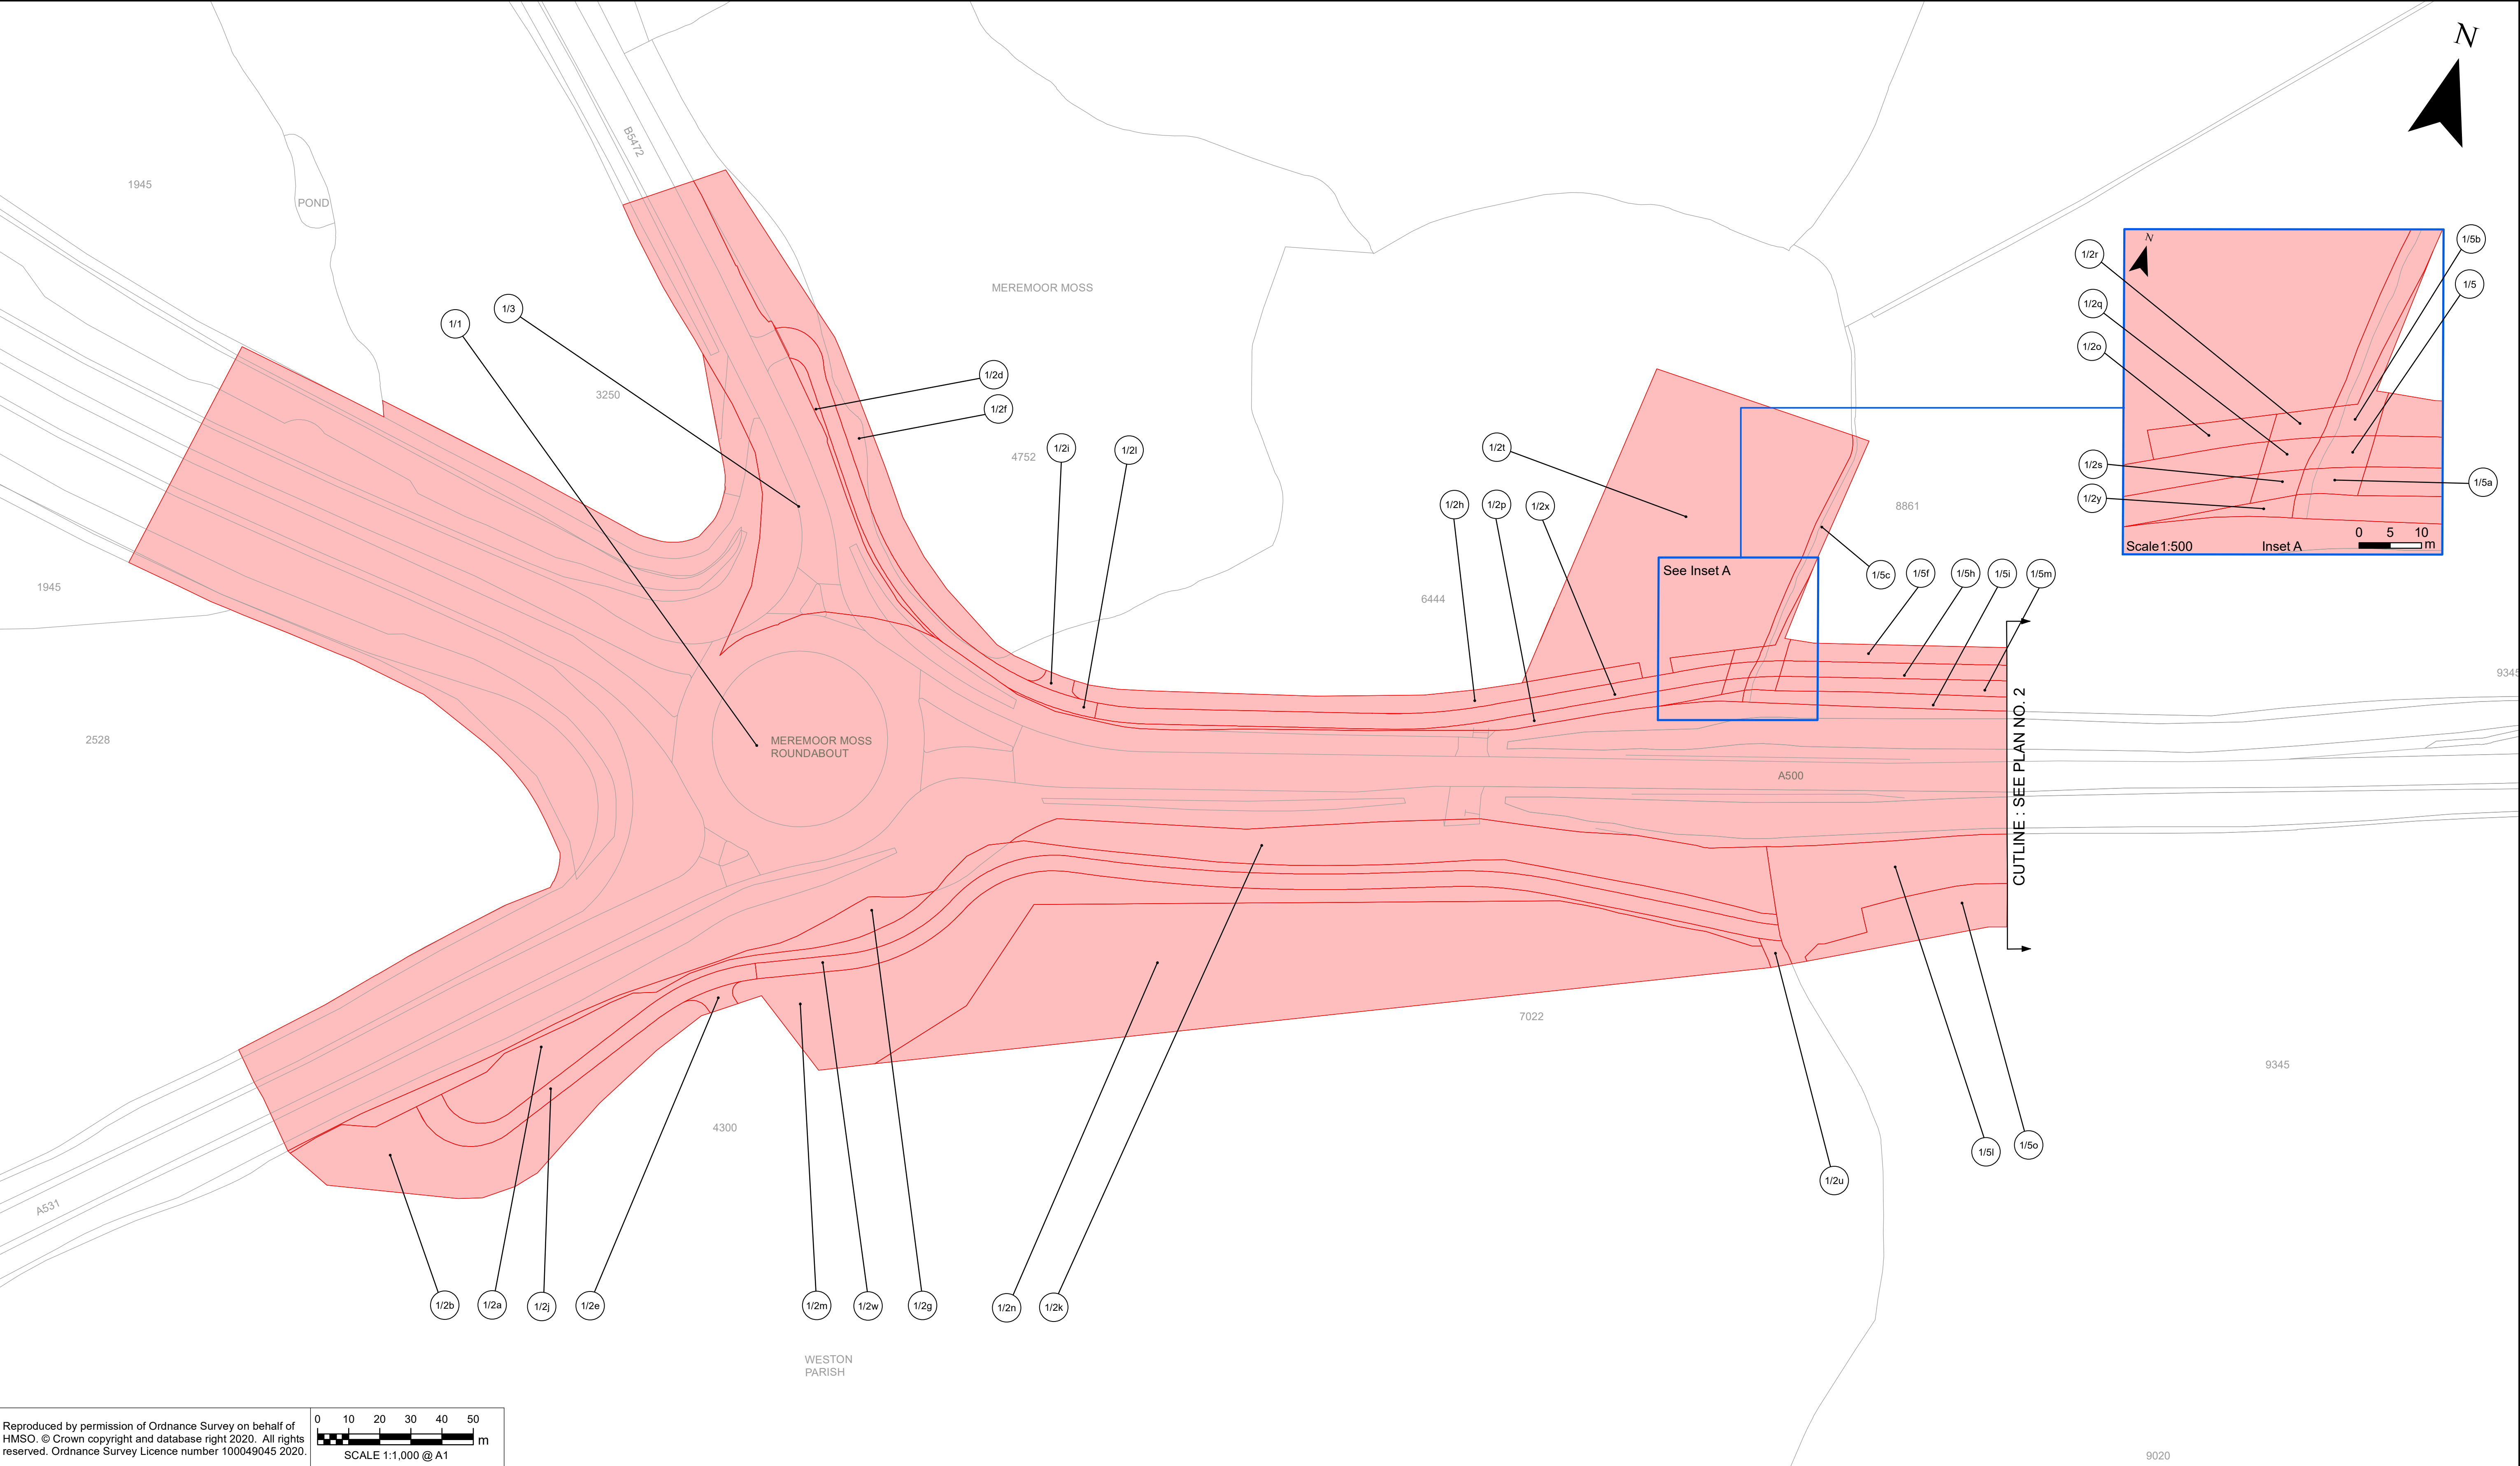 N
B5472
1945
POND
MEREMOOR MOSS
1/1
1/3
3250
1/2d
1/2f
4752
1/2i
1/2l
1/2t
1/2h
1/2p
1/2x
6444
8861
1/5c
1/5f
1/5h
1/5i
1/5m
See Inset A
N
1/2r
1/2q
1/2o
1/2s
1/2y
1/5b
1/5
1/5a
0 5 10
m
Scale 1:500
Inset A
1945
2528
MEREMOOR MOSS
ROUNDABOUT
A500
CUTLINE : SEE PLAN NO. 2
9345
7022
9345
4300
A531
1/2u
1/5l
1/5o
1/2b
1/2a
1/2j
1/2e
1/2m
1/2w
1/2g
1/2n
1/2k
WESTON
PARISH
9020
Reproduced by permission of Ordnance Survey on behalf of
HMSO. © Crown copyright and database right 2020. All rights
reserved. Ordnance Survey Licence number 100049045 2020.
0 10 20 30 40 50
m
SCALE 1:1,000 @ A1